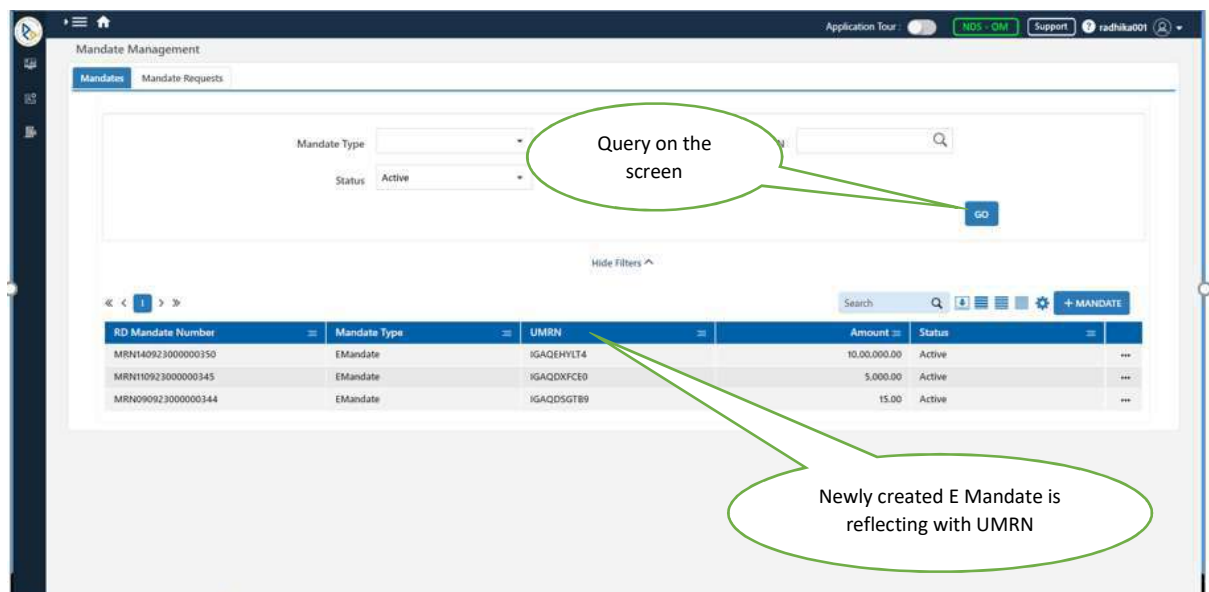 Application Tour :
NDS - OM
Support
? radhika001
Mandate Management
Mandates
Mandate Requests
Mandate Type
N
Status
Active
Query on the
screen
GO
Hide Filters
« < 1 > »
Search
+ MANDATE
RD Mandate Number Mandate Type UMRN Amount Status
MRN140923000000350 EMandate IGAQEHYLT4 10,00,000.00 Active ...
MRN110923000000345 EMandate IGAQDXFCE0 5,000.00 Active ...
MRN090923000000344 EMandate IGAQDSGTB9 15.00 Active ...
Newly created E Mandate is
reflecting with UMRN